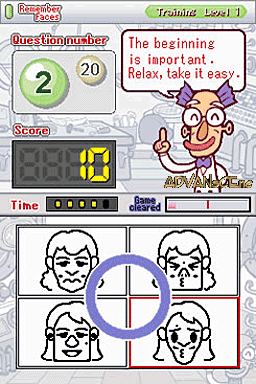 Remember
Faces
Training Level 1
Question number
2
20
The beginning
is important.
Relax, take it easy.
Score
10
ADVANsCEne
Time
Game
cleared